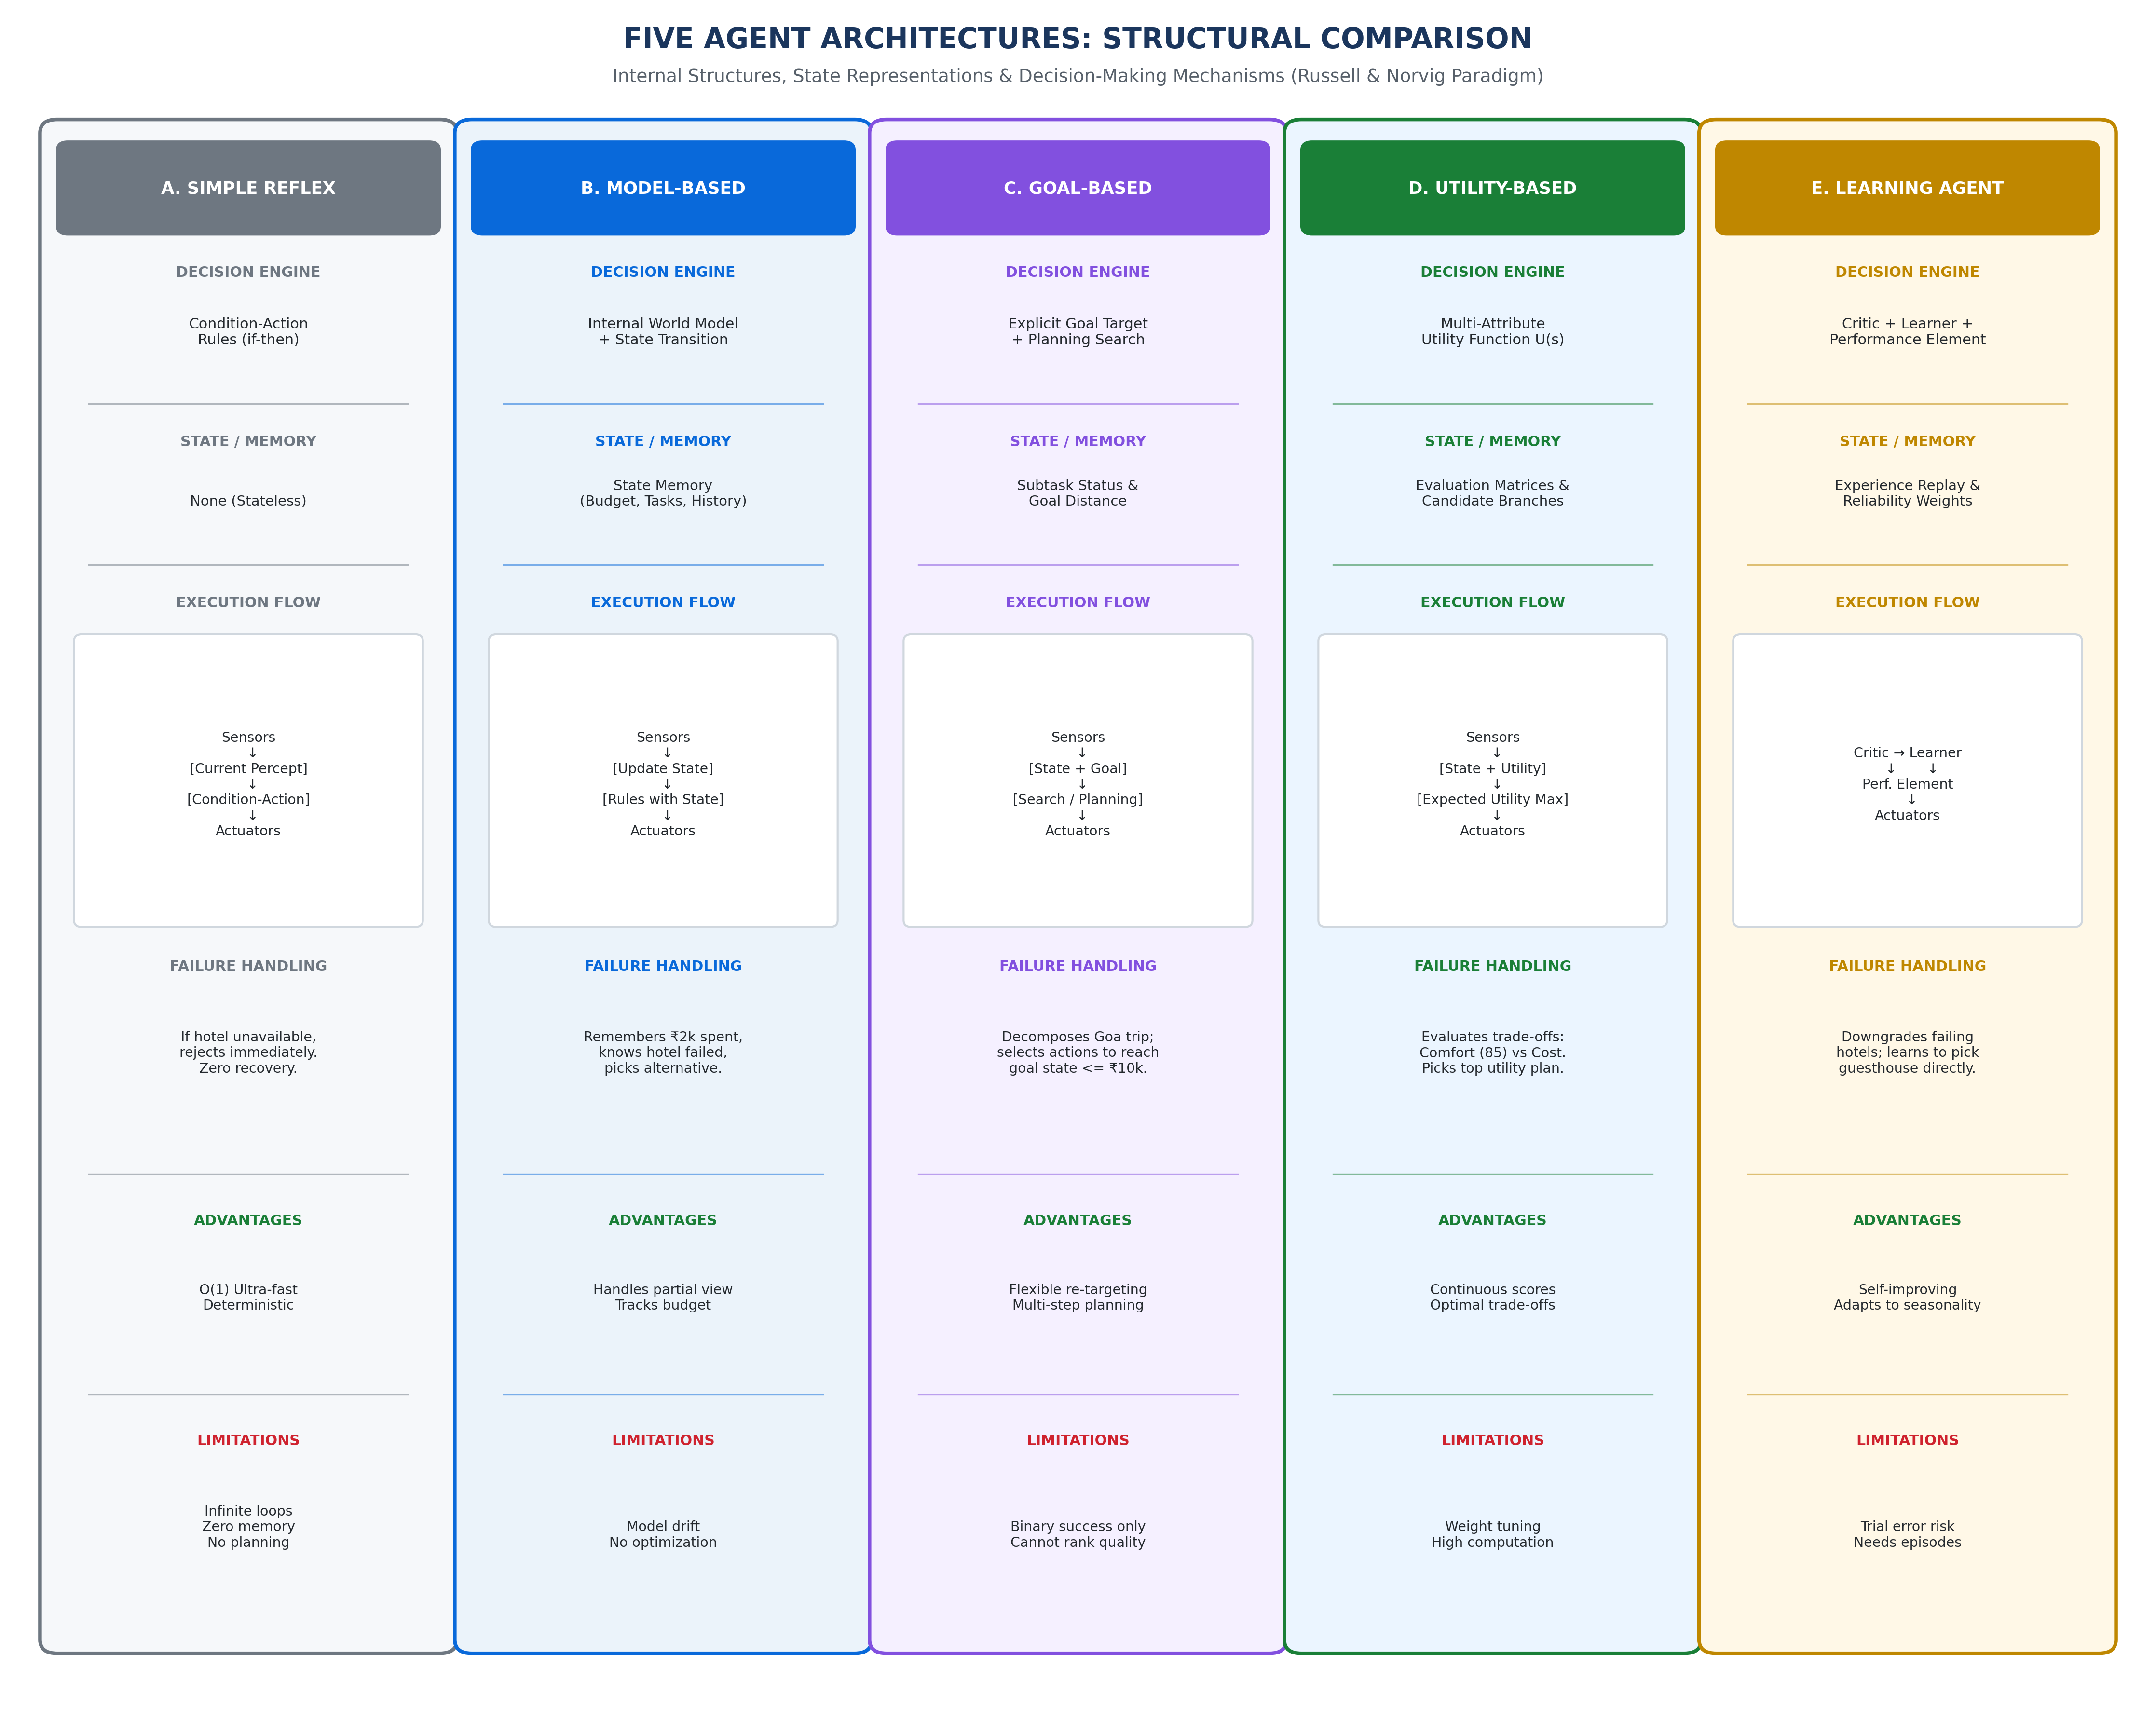 FIVE AGENT ARCHITECTURES: STRUCTURAL COMPARISON
Internal Structures, State Representations & Decision-Making Mechanisms (Russell & Norvig Paradigm)
A. SIMPLE REFLEX
DECISION ENGINE
Condition-Action
Rules (if-then)
STATE / MEMORY
None (Stateless)
EXECUTION FLOW
Sensors
↓
[Current Percept]
↓
[Condition-Action]
↓
Actuators
FAILURE HANDLING
If hotel unavailable,
rejects immediately.
Zero recovery.
ADVANTAGES
O(1) Ultra-fast
Deterministic
LIMITATIONS
Infinite loops
Zero memory
No planning
B. MODEL-BASED
DECISION ENGINE
Internal World Model
+ State Transition
STATE / MEMORY
State Memory
(Budget, Tasks, History)
EXECUTION FLOW
Sensors
↓
[Update State]
↓
[Rules with State]
↓
Actuators
FAILURE HANDLING
Remembers ₹2k spent,
knows hotel failed,
picks alternative.
ADVANTAGES
Handles partial view
Tracks budget
LIMITATIONS
Model drift
No optimization
C. GOAL-BASED
DECISION ENGINE
Explicit Goal Target
+ Planning Search
STATE / MEMORY
Subtask Status &
Goal Distance
EXECUTION FLOW
Sensors
↓
[State + Goal]
↓
[Search / Planning]
↓
Actuators
FAILURE HANDLING
Decomposes Goa trip;
selects actions to reach
goal state <= ₹10k.
ADVANTAGES
Flexible re-targeting
Multi-step planning
LIMITATIONS
Binary success only
Cannot rank quality
D. UTILITY-BASED
DECISION ENGINE
Multi-Attribute
Utility Function U(s)
STATE / MEMORY
Evaluation Matrices &
Candidate Branches
EXECUTION FLOW
Sensors
↓
[State + Utility]
↓
[Expected Utility Max]
↓
Actuators
FAILURE HANDLING
Evaluates trade-offs:
Comfort (85) vs Cost.
Picks top utility plan.
ADVANTAGES
Continuous scores
Optimal trade-offs
LIMITATIONS
Weight tuning
High computation
E. LEARNING AGENT
DECISION ENGINE
Critic + Learner +
Performance Element
STATE / MEMORY
Experience Replay &
Reliability Weights
EXECUTION FLOW
Critic → Learner
↓ ↓
Perf. Element
↓
Actuators
FAILURE HANDLING
Downgrades failing
hotels; learns to pick
guesthouse directly.
ADVANTAGES
Self-improving
Adapts to seasonality
LIMITATIONS
Trial error risk
Needs episodes